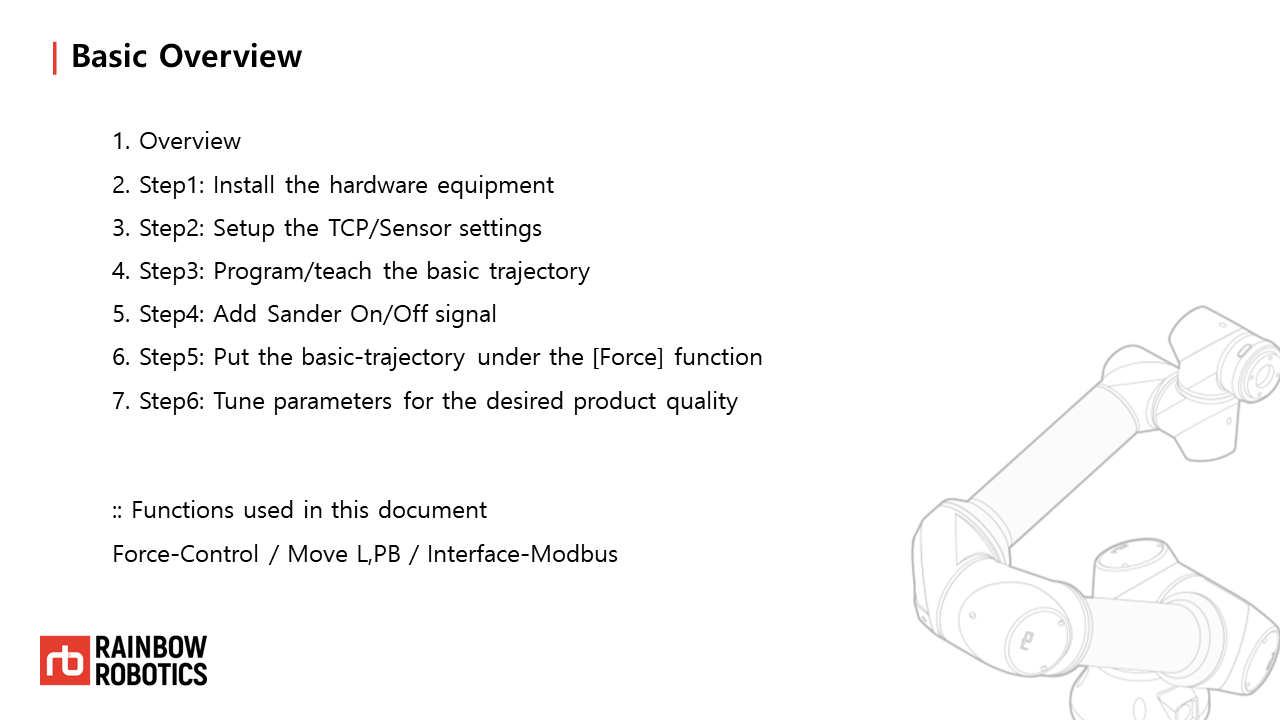 Basic Overview
1. Overview
2. Step1: Install the hardware equipment
3. Step2: Setup the TCP/Sensor settings
4. Step3: Program/teach the basic trajectory
5. Step4: Add Sander On/Off signal
6. Step5: Put the basic-trajectory under the [Force] function
7. Step6: Tune parameters for the desired product quality
:: Functions used in this document
Force-Control / Move L,PB / Interface-Modbus
rb RAINBOW
ROBOTICS